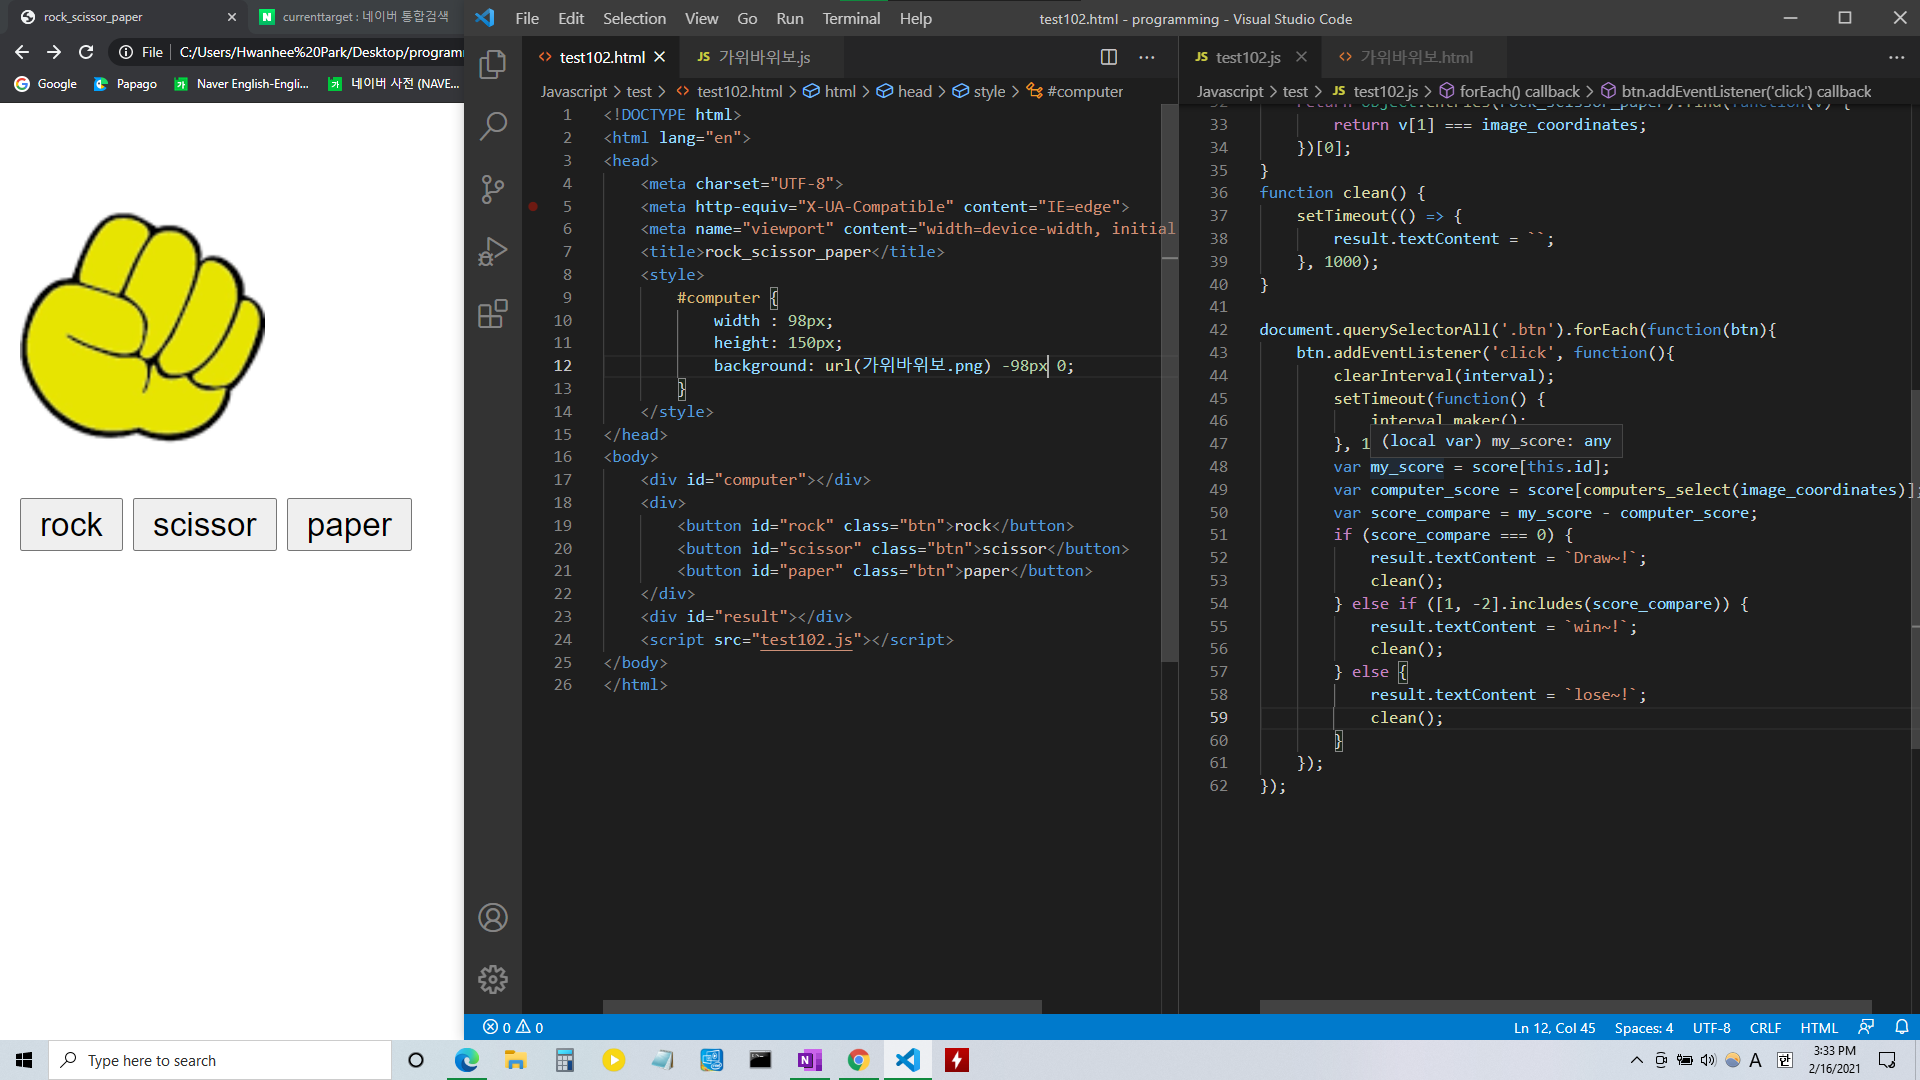 rock_scissor_paper
currenttarget : 네이버 통합검색
File Edit Selection View Go Run Terminal Help
test102.html - programming - Visual Studio Code
File C:/Users/Hwanhee%20Park/Desktop/program
Google Papago Naver English-Engli... 네이버 사전 (NAVE...
rock scissor paper
test102.html JS 가위바위보.js
Javascript > test > test102.html > html > head > style > #computer
1 <!DOCTYPE html>
2 <html lang="en">
3 <head>
4 <meta charset="UTF-8">
5 <meta http-equiv="X-UA-Compatible" content="IE=edge">
6 <meta name="viewport" content="width=device-width, initial
7 <title>rock_scissor_paper</title>
8 <style>
9 #computer {
10 width : 98px;
11 height: 150px;
12 background: url(가위바위보.png) -98px 0;
13 }
14 </style>
15 </head>
16 <body>
17 <div id="computer"></div>
18 <div>
19 <button id="rock" class="btn">rock</button>
20 <button id="scissor" class="btn">scissor</button>
21 <button id="paper" class="btn">paper</button>
22 </div>
23 <div id="result"></div>
24 <script src="test102.js"></script>
25 </body>
26 </html>
JS test102.js 가위바위보.html
Javascript > test > JS test102.js > forEach() callback > btn.addEventListener('click') callback
32 return Object.entries(rock_scissor_paper).find(function(v) {
33 return v[1] === image_coordinates;
34 })[0];
35 }
36 function clean() {
37 setTimeout(() => {
38 result.textContent = ``;
39 }, 1000);
40 }
41
42 document.querySelectorAll('.btn').forEach(function(btn){
43 btn.addEventListener('click', function(){
44 clearInterval(interval);
45 setTimeout(function() {
46 interval_maker();
47 }, 1
(local var) my_score: any
48 var my_score = score[this.id];
49 var computer_score = score[computers_select(image_coordinates)];
50 var score_compare = my_score - computer_score;
51 if (score_compare === 0) {
52 result.textContent = `Draw~!`;
53 clean();
54 } else if ([1, -2].includes(score_compare)) {
55 result.textContent = `win~!`;
56 clean();
57 } else {
58 result.textContent = `lose~!`;
59 clean();
60 }
61 });
62 });
0 0
Ln 12, Col 45 Spaces: 4 UTF-8 CRLF HTML
Type here to search
A 한
3:33 PM
2/16/2021